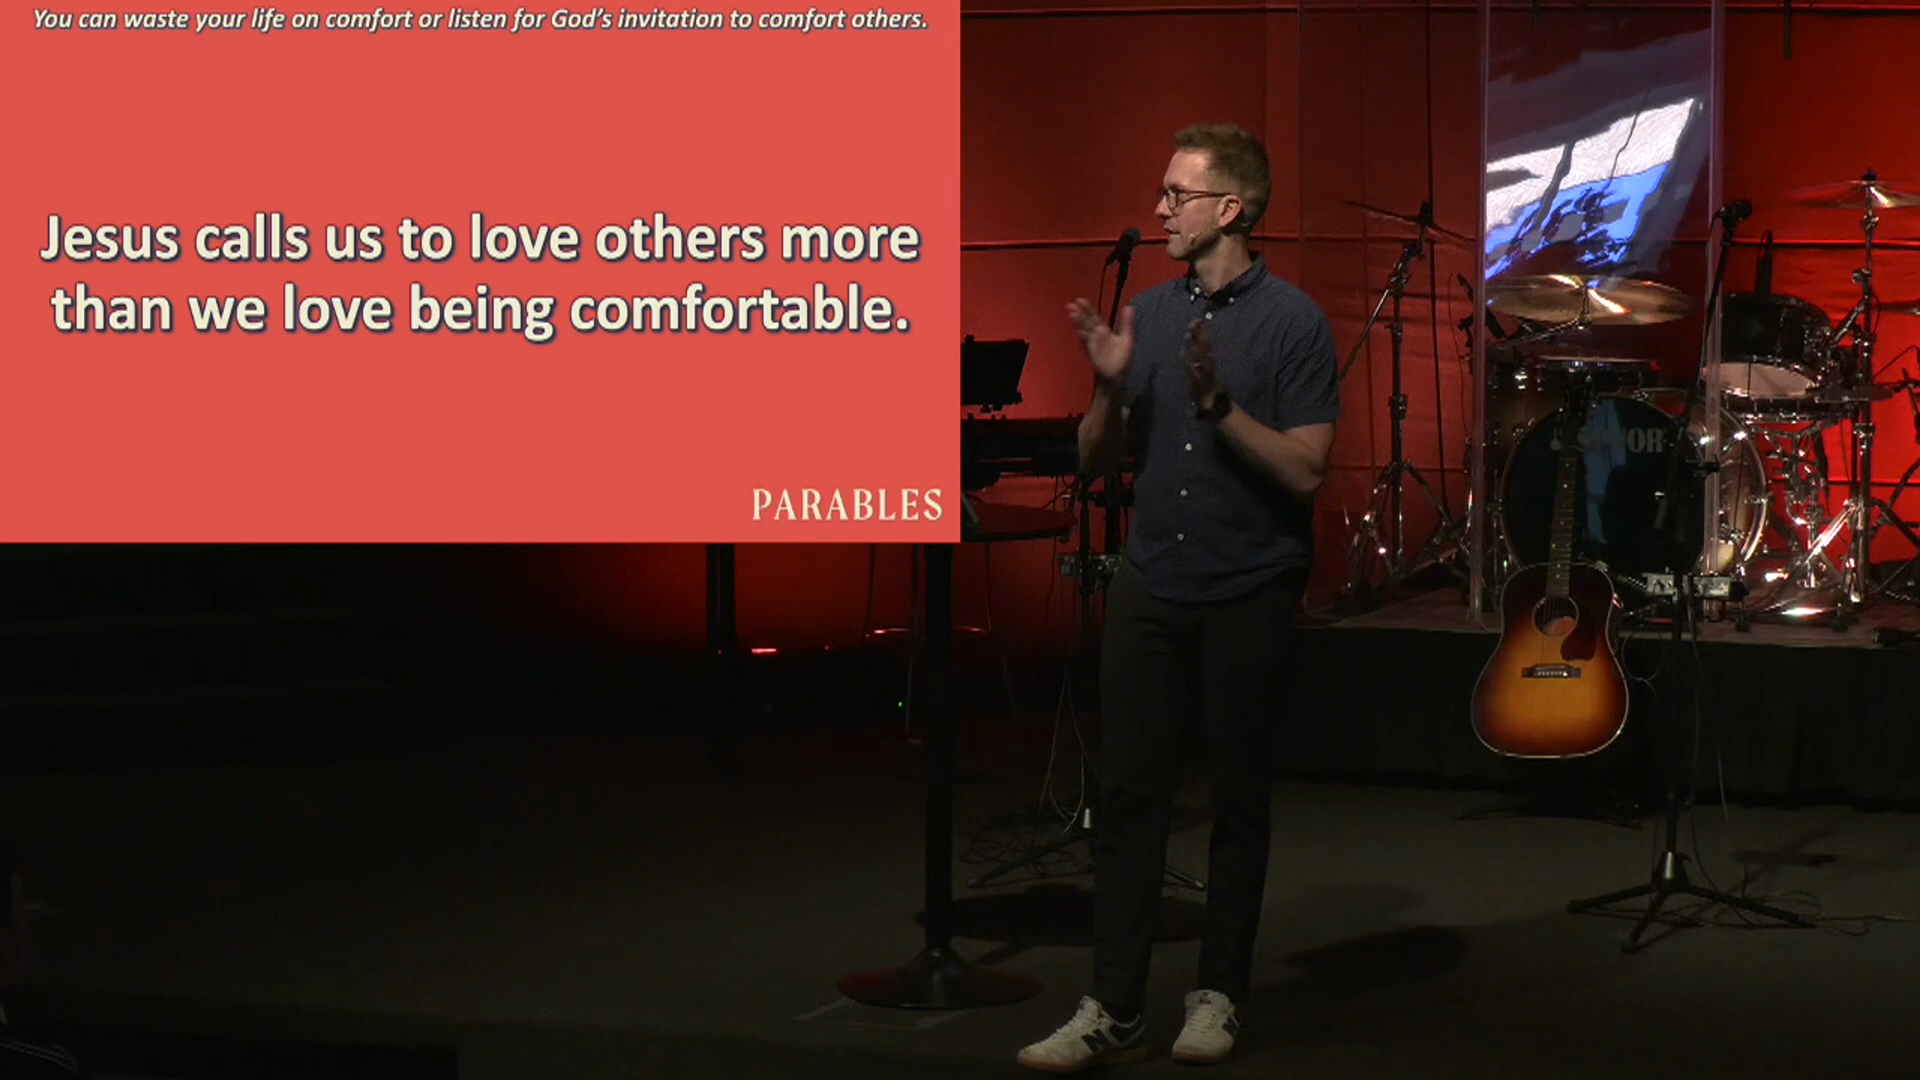 You can waste your life on comfort or listen for God's invitation to comfort others.
Jesus calls us to love others more
than we love being comfortable.
PARABLES